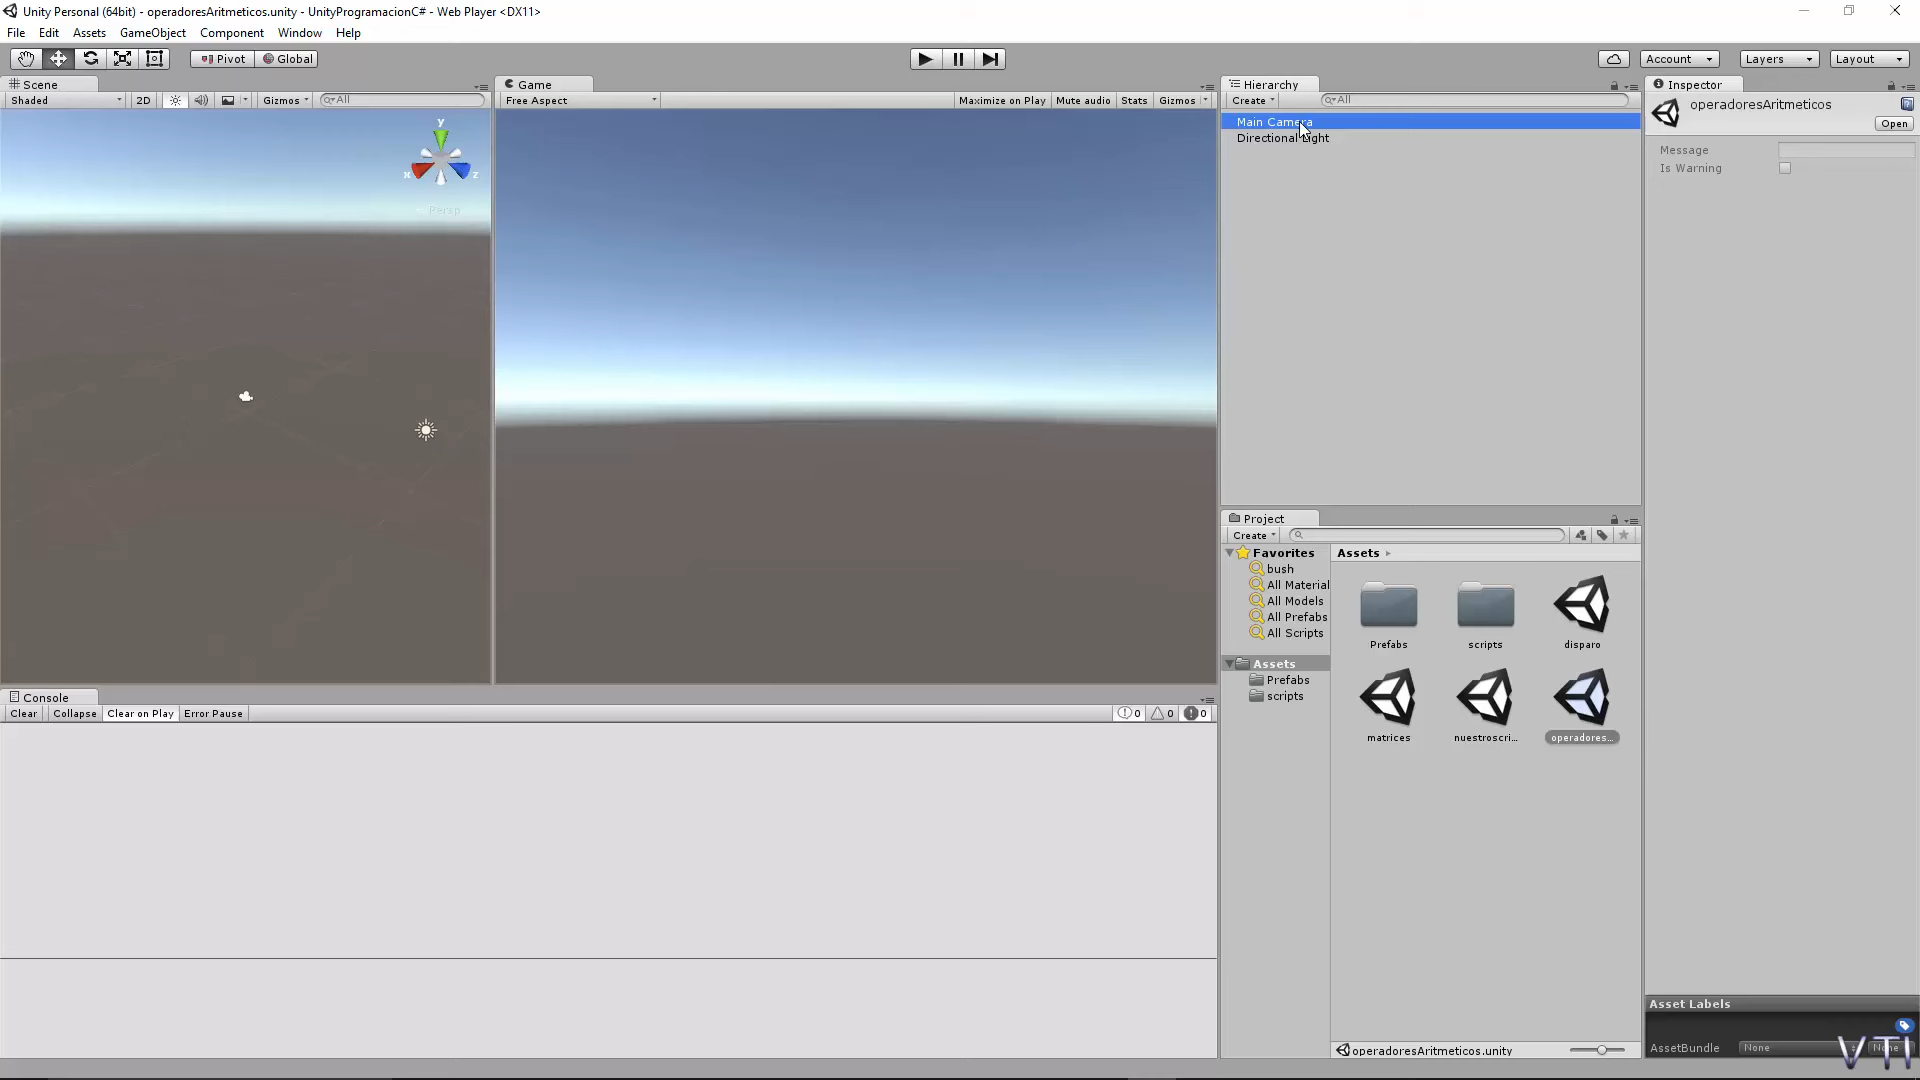 Unity Personal (64bit) - operadoresAritmeticos.unity - UnityProgramacionC# - Web Player <DX11>
File Edit Assets GameObject Component Window Help
Pivot Global Account Layers Layout
Scene
Shaded 2D Gizmos All
y
x z
Persp
Game
Free Aspect Maximize on Play Mute audio Stats Gizmos
Hierarchy
Create All
Main Camera
Directional Light
Inspector
operadoresAritmeticos
Open
Message
Is Warning
Project
Create
Favorites
bush
All Material
All Models
All Prefabs
All Scripts
Assets
Prefabs
scripts
Assets
Prefabs scripts disparo
matrices nuestroscri... operadores...
operadoresAritmeticos.unity
Console
Clear Collapse Clear on Play Error Pause 0 0 0
Asset Labels
AssetBundle None None
VTI